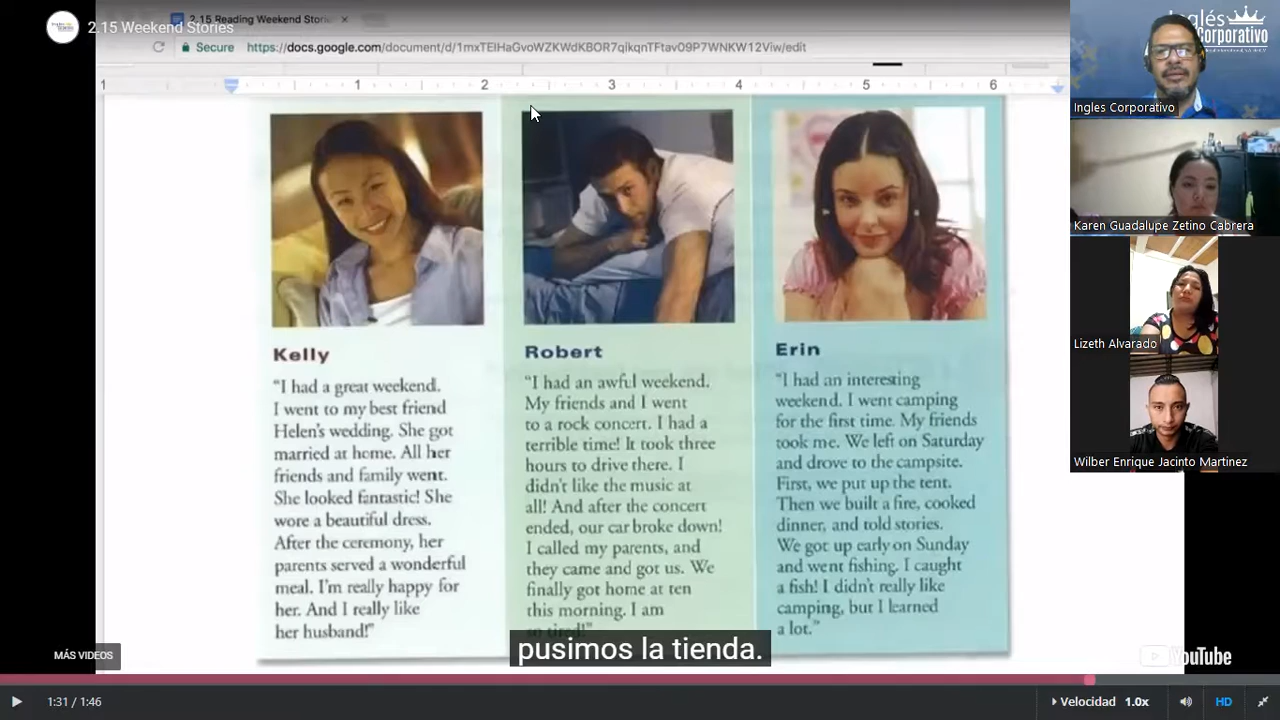 2.15 Reading Weekend Stori
2.15 Weekend Stories
Secure https://docs.google.com/document/d/1mxTEIHaGvoWZKWdKBOR7qikqnTFtav09P7WNKW12Viw/edit
1 1 2 3 4 5 6
Kelly
"I had a great weekend.
I went to my best friend
Helen's wedding. She got
married at home. All her
friends and family went.
She looked fantastic! She
wore a beautiful dress.
After the ceremony, her
parents served a wonderful
meal. I'm really happy for
her. And I really like
her husband!"
Robert
"I had an awful weekend.
My friends and I went
to a rock concert. I had a
terrible time! It took three
hours to drive there. I
didn't like the music at
all! And after the concert
ended, our car broke down!
I called my parents, and
they came and got us. We
finally got home at ten
this morning. I am
so tired!"
Erin
"I had an interesting
weekend. I went camping
for the first time. My friends
took me. We left on Saturday
and drove to the campsite.
First, we put up the tent.
Then we built a fire, cooked
dinner, and told stories.
We got up early on Sunday
and went fishing. I caught
a fish! I didn't really like
camping, but I learned
a lot."
pusimos la tienda.
MÁS VIDEOS
YouTube
1:31 / 1:46
Velocidad 1.0x
HD
Inglés
Corporativo
Ingles Corporativo
Karen Guadalupe Zetino Cabrera
Lizeth Alvarado
Wilber Enrique Jacinto Martinez